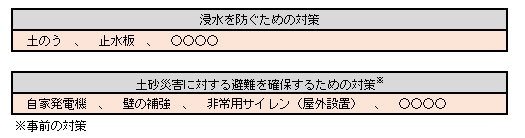 浸水を防ぐための対策
土のう 、 止水板 、 〇〇〇〇
土砂災害に対する避難を確保するための対策※
自家発電機 、 壁の補強 、 非常用サイレン（屋外設置） 、 〇〇〇〇
※事前の対策